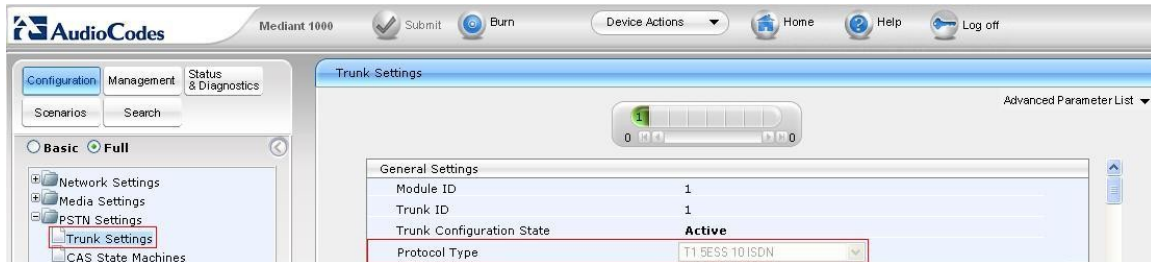 AudioCodes
Mediant 1000
Submit
Burn
Device Actions
Home
Help
Log off
Configuration
Management
Status
& Diagnostics
Scenarios
Search
Basic
Full
Network Settings
Media Settings
PSTN Settings
Trunk Settings
CAS State Machines
Trunk Settings
Advanced Parameter List
1
0 0
General Settings
Module ID 1
Trunk ID 1
Trunk Configuration State Active
Protocol Type T1 5ESS 10 ISDN